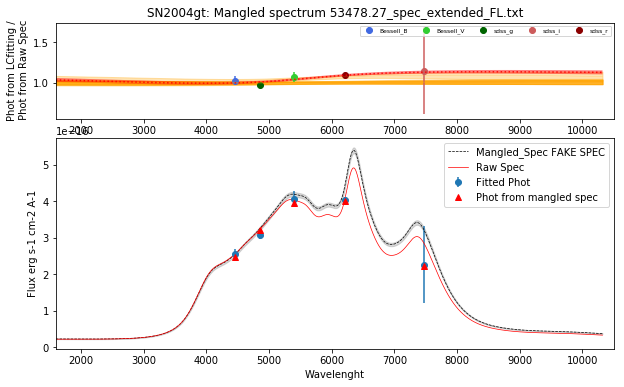 SN2004gt: Mangled spectrum 53478.27_spec_extended_FL.txt
Phot from LCfitting /
Phot from Raw Spec
1.5
1.0
Bessell_B
Bessell_V
sdss_g
sdss_i
sdss_r
2000 3000 4000 5000 6000 7000 8000 9000 10000
1e−16
Flux erg s-1 cm-2 A-1
5
4
3
2
1
0
Mangled_Spec FAKE SPEC
Raw Spec
Fitted Phot
Phot from mangled spec
2000 3000 4000 5000 6000 7000 8000 9000 10000
Wavelenght